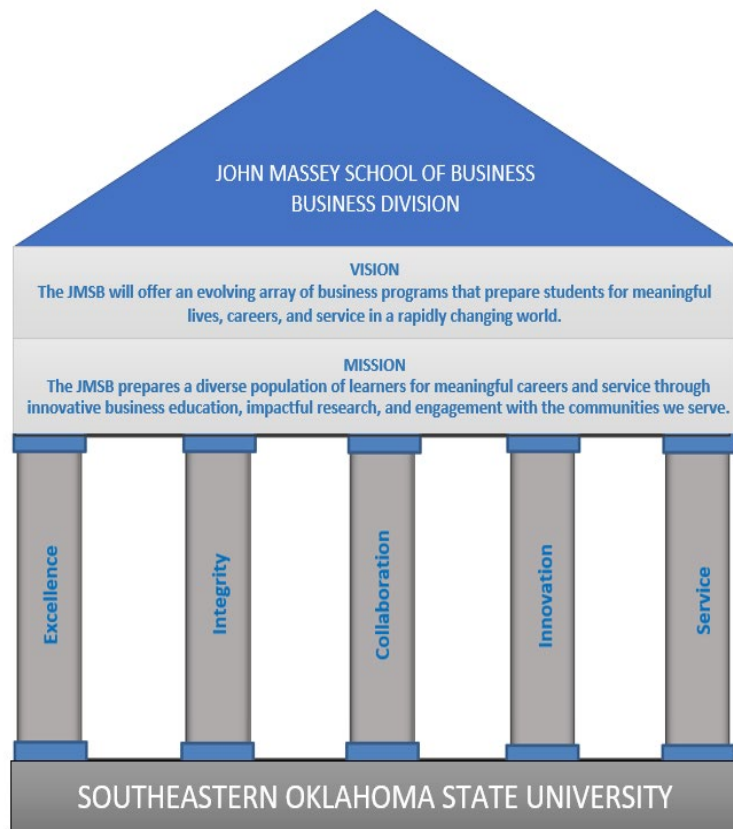 JOHN MASSEY SCHOOL OF BUSINESS
BUSINESS DIVISION
VISION
The JMSB will offer an evolving array of business programs that prepare students for meaningful
lives, careers, and service in a rapidly changing world.
MISSION
The JMSB prepares a diverse population of learners for meaningful careers and service through
innovative business education, impactful research, and engagement with the communities we serve.
Excellence
Integrity
Collaboration
Innovation
Service
SOUTHEASTERN OKLAHOMA STATE UNIVERSITY